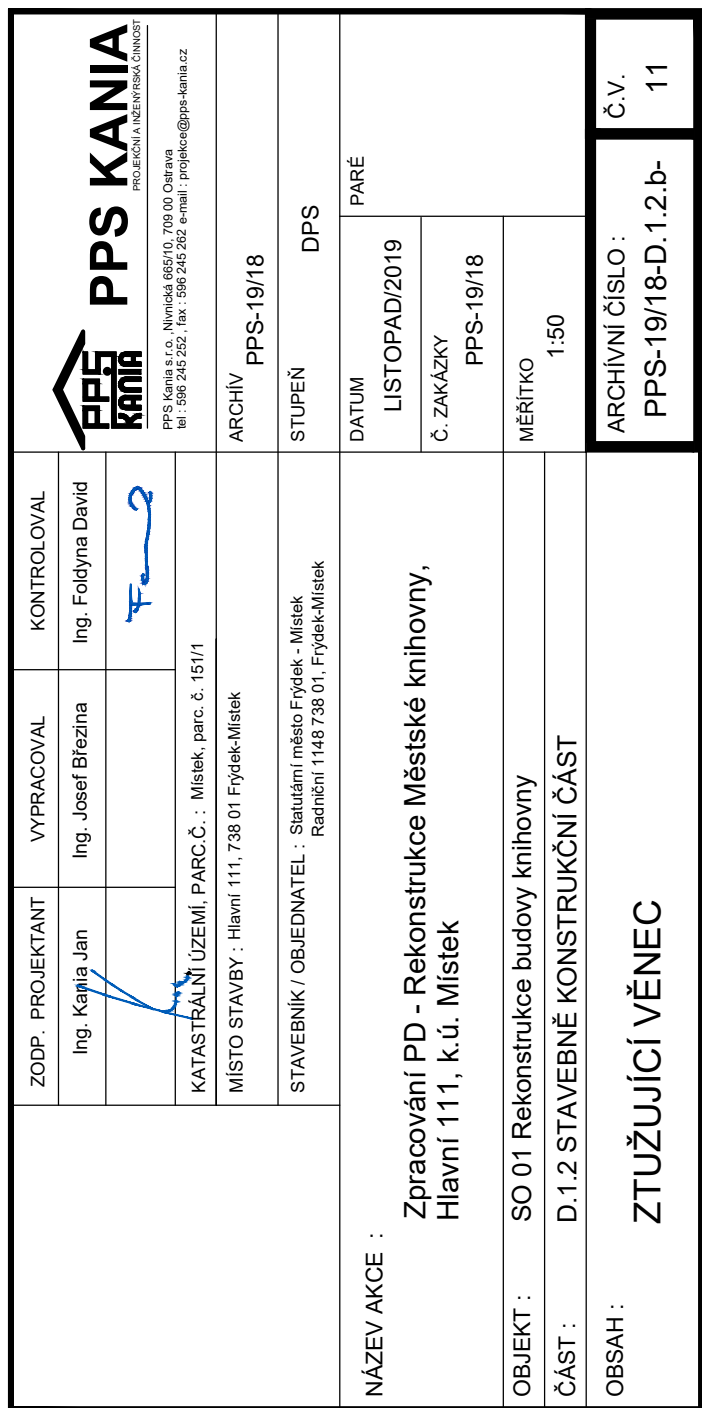 ZODP. PROJEKTANT
VYPRACOVAL
KONTROLOVAL
Ing. Kania Jan
Ing. Josef Březina
Ing. Foldyna David
PPS
KANIA
PPS KANIA
PROJEKČNÍ A INŽENÝRSKÁ ČINNOST
PPS Kania s.r.o. ,Nivnická 665/10, 709 00 Ostrava
tel : 596 245 252 , fax : 596 245 262 e-mail : projekce@pps-kania.cz
KATASTRÁLNÍ ÚZEMÍ, PARC.Č. : Místek, parc. č. 151/1
MÍSTO STAVBY : Hlavní 111, 738 01 Frýdek-Místek
ARCHÍV
PPS-19/18
STAVEBNÍK / OBJEDNATEL : Statutární město Frýdek - Místek
Radniční 1148 738 01, Frýdek-Místek
STUPEŇ
DPS
NÁZEV AKCE :
Zpracování PD - Rekonstrukce Městské knihovny,
Hlavní 111, k.ú. Místek
DATUM
LISTOPAD/2019
PARÉ
Č. ZAKÁZKY
PPS-19/18
OBJEKT :
SO 01 Rekonstrukce budovy knihovny
MĚŘÍTKO
1:50
ČÁST :
D.1.2 STAVEBNĚ KONSTRUKČNÍ ČÁST
OBSAH :
ZTUŽUJÍCÍ VĚNEC
ARCHÍVNÍ ČÍSLO :
PPS-19/18-D.1.2.b-
Č.V.
11